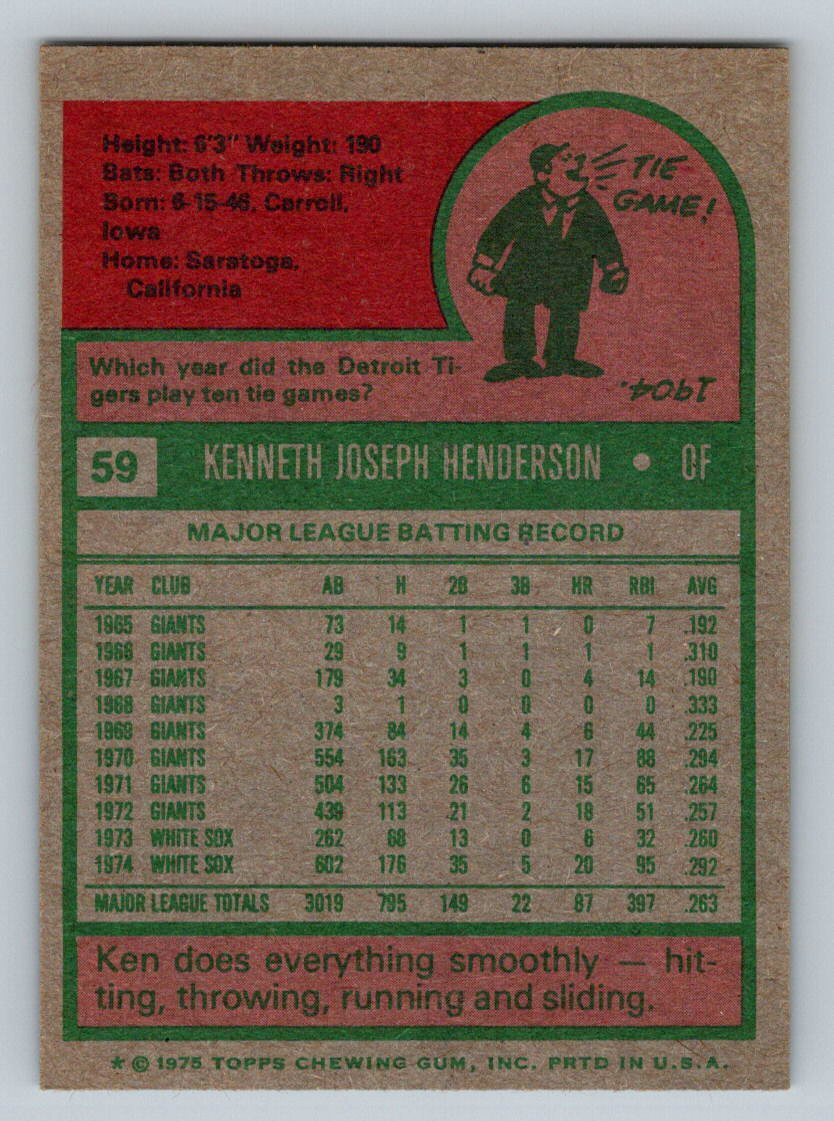 Height: 6'3" Weight: 190
Bats: Both Throws: Right
Born: 6-15-46, Carroll,
Iowa
Home: Saratoga,
California
TIE
GAME!
Which year did the Detroit Ti-
gers play ten tie games?
1904.
59 KENNETH JOSEPH HENDERSON • OF
MAJOR LEAGUE BATTING RECORD
YEAR CLUB AB H 2B 3B HR RBI AVG
1965 GIANTS 73 14 1 1 0 7 .192
1966 GIANTS 29 9 1 1 1 1 .310
1967 GIANTS 179 34 3 0 4 14 .190
1968 GIANTS 3 1 0 0 0 0 .333
1969 GIANTS 374 84 14 4 6 44 .225
1970 GIANTS 554 163 35 3 17 88 .294
1971 GIANTS 504 133 26 6 15 65 .264
1972 GIANTS 439 113 21 2 18 51 .257
1973 WHITE SOX 262 68 13 0 6 32 .260
1974 WHITE SOX 602 176 35 5 20 95 .292
MAJOR LEAGUE TOTALS 3019 795 149 22 87 397 .263
Ken does everything smoothly — hit-
ting, throwing, running and sliding.
* © 1975 TOPPS CHEWING GUM, INC. PRTD IN U.S.A.